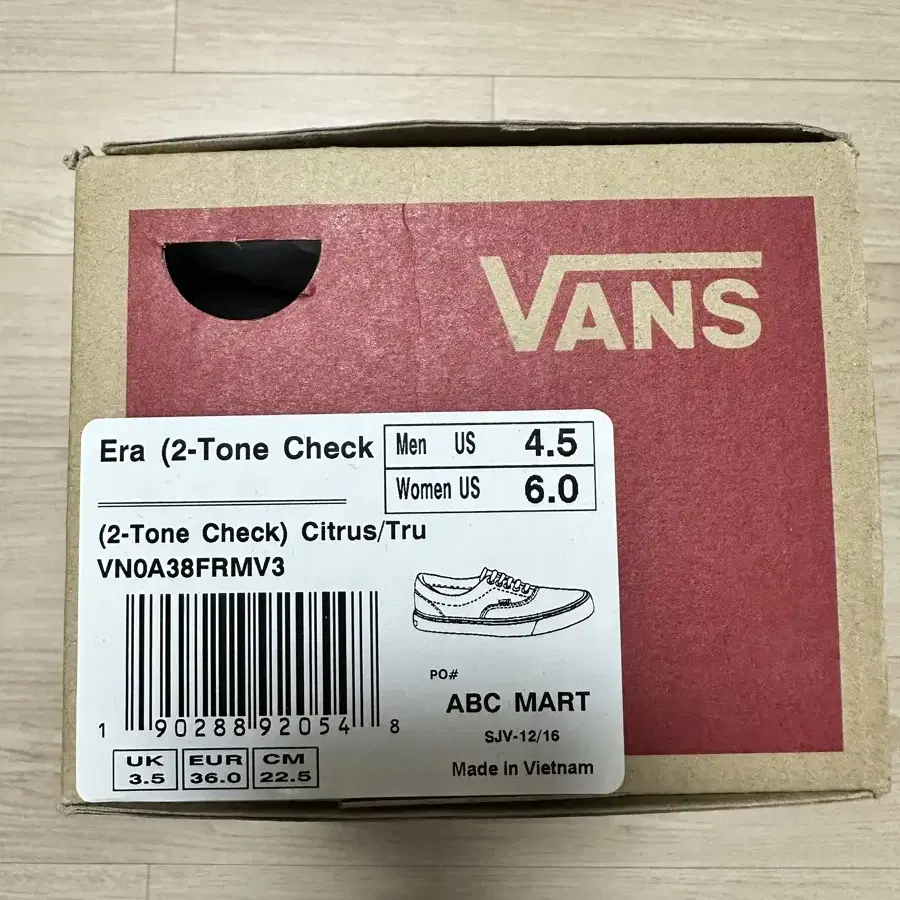 VANS
Era (2-Tone Check
Men US 4.5
Women US 6.0
(2-Tone Check) Citrus/Tru
VN0A38FRMV3
1 90288 92054 8
PO#
ABC MART
SJV-12/16
Made in Vietnam
UK EUR CM
3.5 36.0 22.5